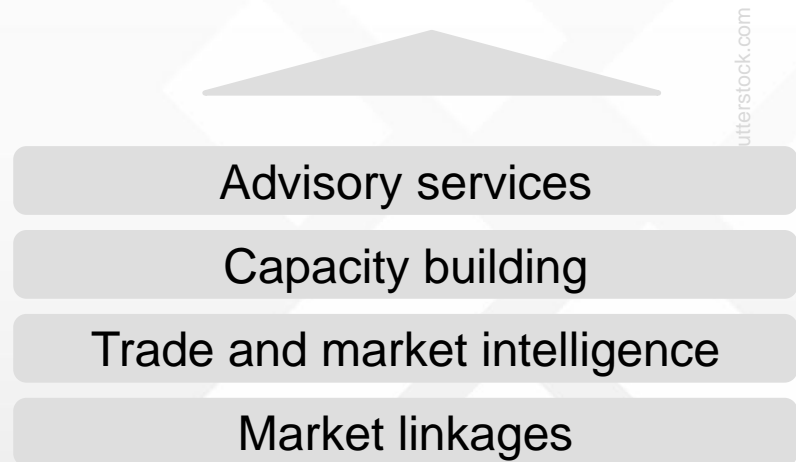 utterstock.com
Advisory services
Capacity building
Trade and market intelligence
Market linkages